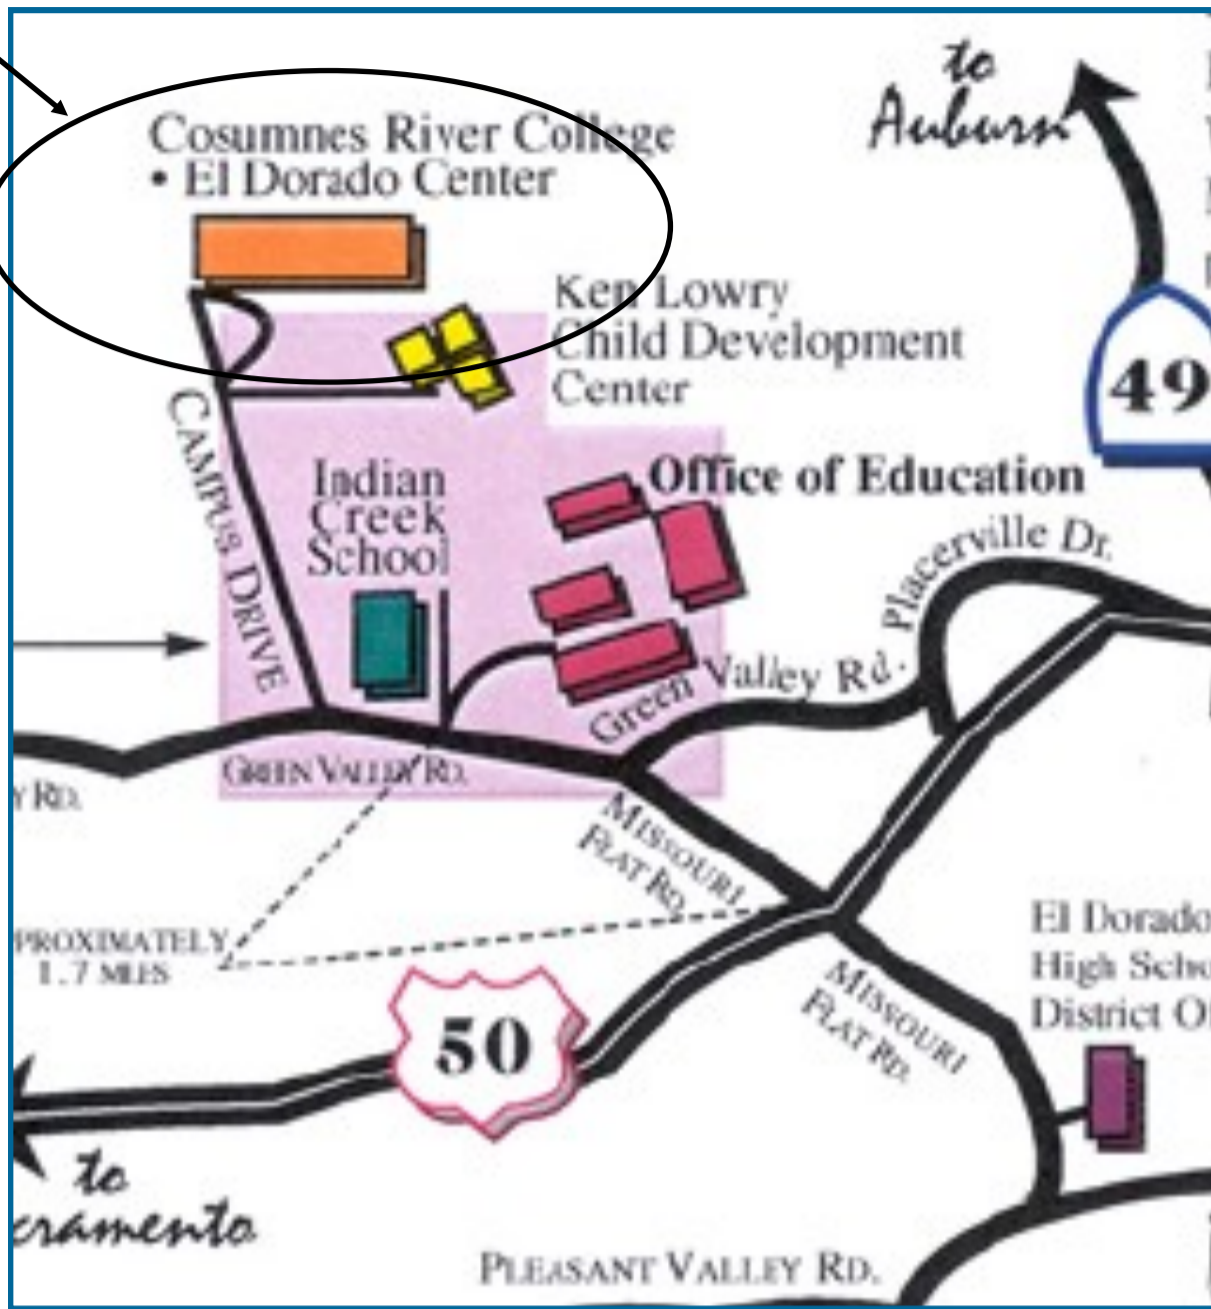 to
Auburn
Cosumnes River College
• El Dorado Center
Ken Lowry
Child Development
Center
49
CAMPUS DRIVE
Indian
Creek
School
Office of Education
Placerville Dr.
Green Valley Rd.
GREEN VALLEY RD.
Y RD.
MISSOURI
FLAT RD.
PROXIMATELY
1.7 MILES
El Dorado
High Scho
District Of
50
MISSOURI
FLAT RD.
to
cramento
PLEASANT VALLEY RD.